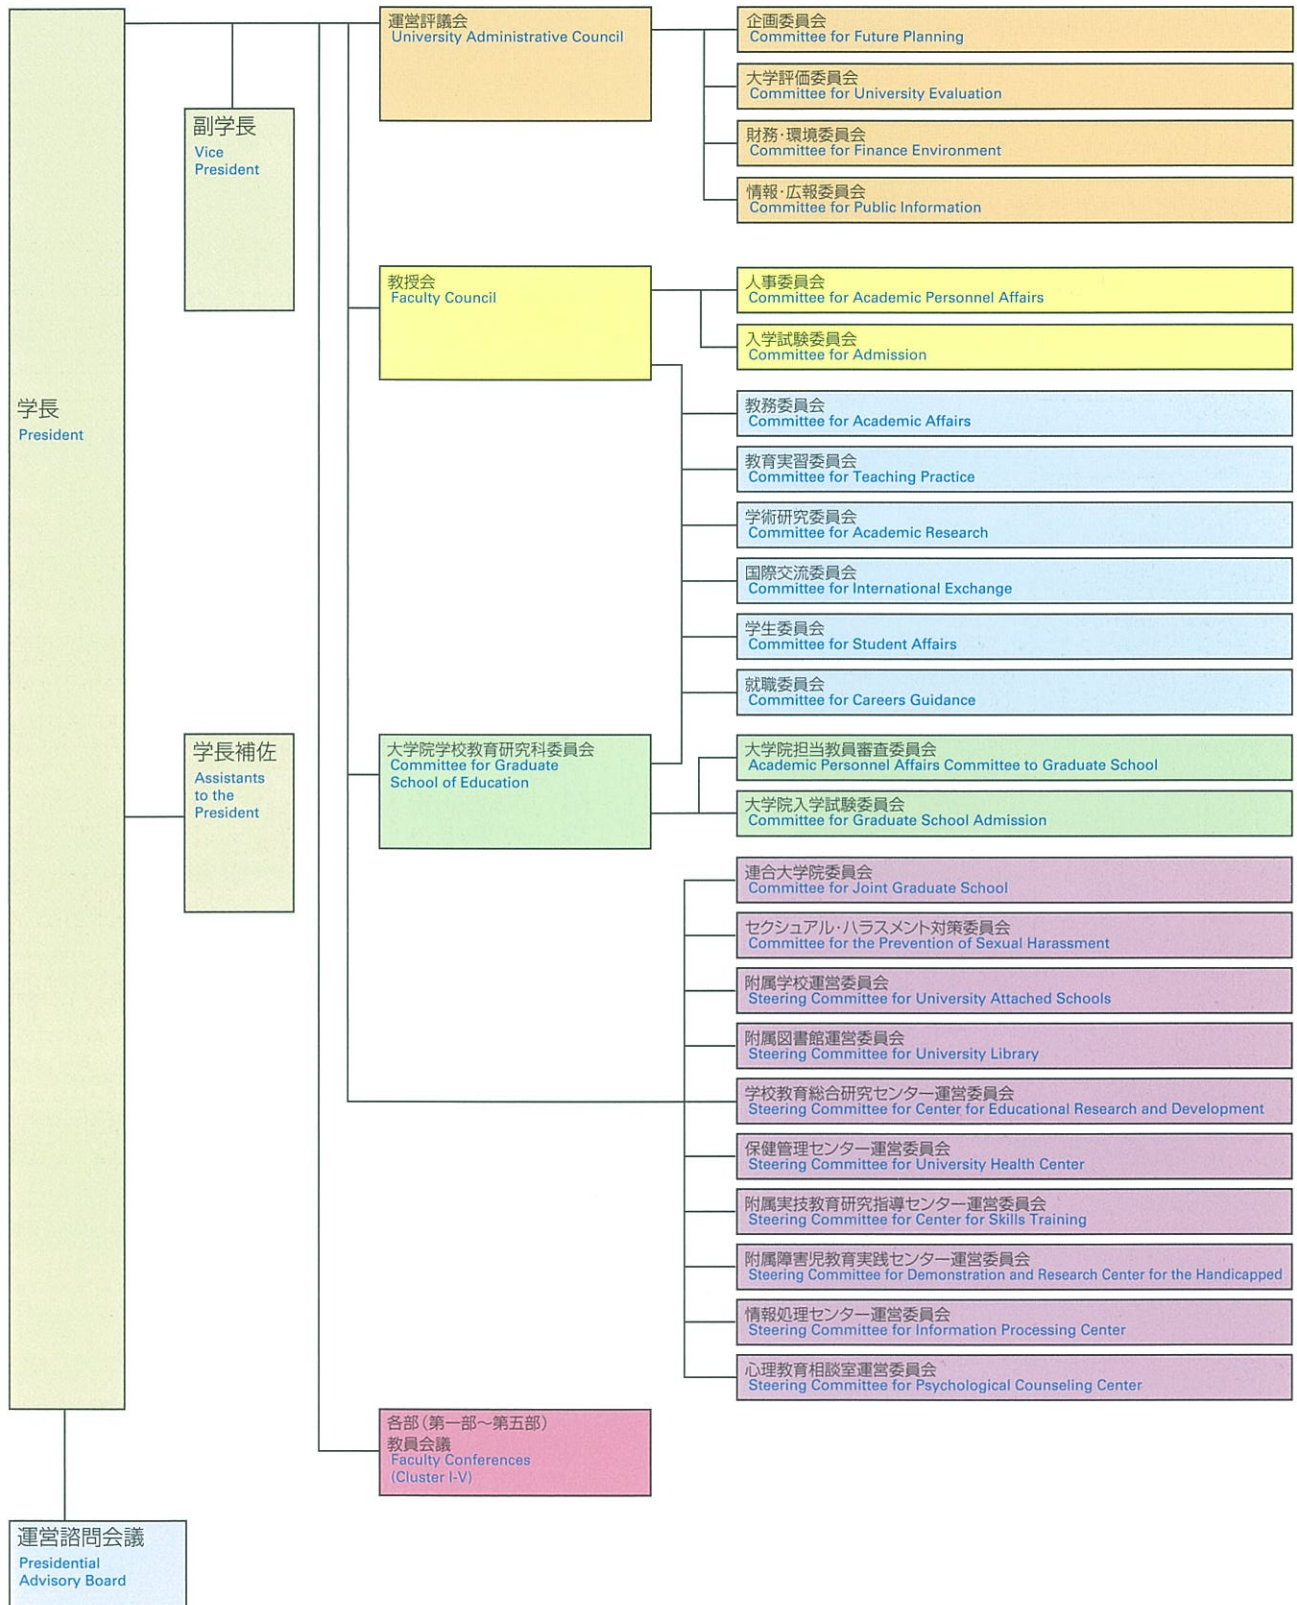 学長
President
副学長
Vice
President
学長補佐
Assistants
to the
President
運営諮問会議
Presidential
Advisory Board
運営評議会
University Administrative Council
企画委員会
Committee for Future Planning
大学評価委員会
Committee for University Evaluation
財務・環境委員会
Committee for Finance Environment
情報・広報委員会
Committee for Public Information
教授会
Faculty Council
人事委員会
Committee for Academic Personnel Affairs
入学試験委員会
Committee for Admission
教務委員会
Committee for Academic Affairs
教育実習委員会
Committee for Teaching Practice
学術研究委員会
Committee for Academic Research
国際交流委員会
Committee for International Exchange
学生委員会
Committee for Student Affairs
就職委員会
Committee for Careers Guidance
大学院学校教育研究科委員会
Committee for Graduate
School of Education
大学院担当教員審査委員会
Academic Personnel Affairs Committee to Graduate School
大学院入学試験委員会
Committee for Graduate School Admission
連合大学院委員会
Committee for Joint Graduate School
セクシュアル・ハラスメント対策委員会
Committee for the Prevention of Sexual Harassment
附属学校運営委員会
Steering Committee for University Attached Schools
附属図書館運営委員会
Steering Committee for University Library
学校教育総合研究センター運営委員会
Steering Committee for Center for Educational Research and Development
保健管理センター運営委員会
Steering Committee for University Health Center
附属実技教育研究指導センター運営委員会
Steering Committee for Center for Skills Training
附属障害児教育実践センター運営委員会
Steering Committee for Demonstration and Research Center for the Handicapped
情報処理センター運営委員会
Steering Committee for Information Processing Center
心理教育相談室運営委員会
Steering Committee for Psychological Counseling Center
各部(第一部〜第五部)
教員会議
Faculty Conferences
(Cluster I-V)